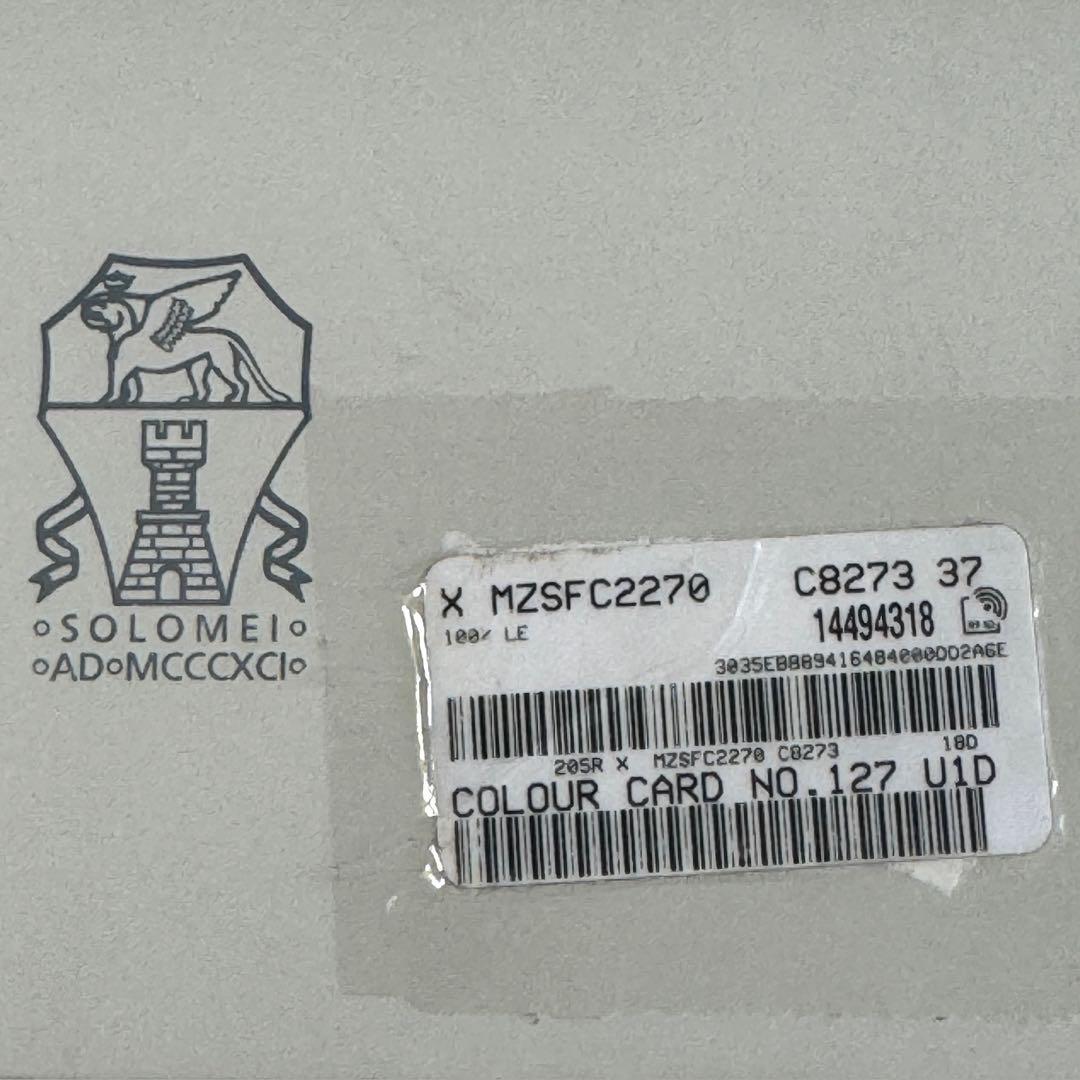 °SOLOMEI°
°AD°MCCCXCI°
X MZSFC2270 C8273 37
100% LE 14494318
3035EB889416484000DD2A6E
205R X MZSFC2270 C8273 18D
COLOUR CARD NO.127 U1D